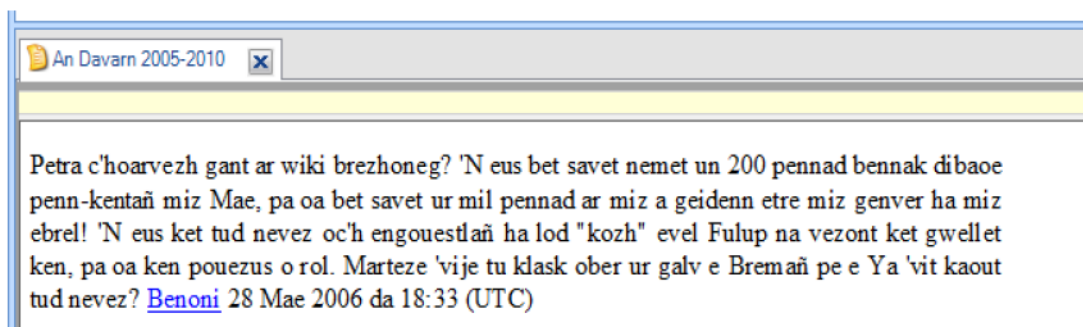 An Davarn 2005-2010
Petra c'hoarvezh gant ar wiki brezhoneg? 'N eus bet savet nemet un 200 pennad bennak dibaoe
penn-kentañ miz Mae, pa oa bet savet ur mil pennad ar miz a geidenn etre miz genver ha miz
ebrel! 'N eus ket tud nevez oc'h engouestlañ ha lod "kozh" evel Fulup na vezont ket gwellet
ken, pa oa ken pouezus o rol. Marteze 'vije tu klask ober ur galv e Bremañ pe e Ya 'vit kaout
tud nevez? Benoni 28 Mae 2006 da 18:33 (UTC)